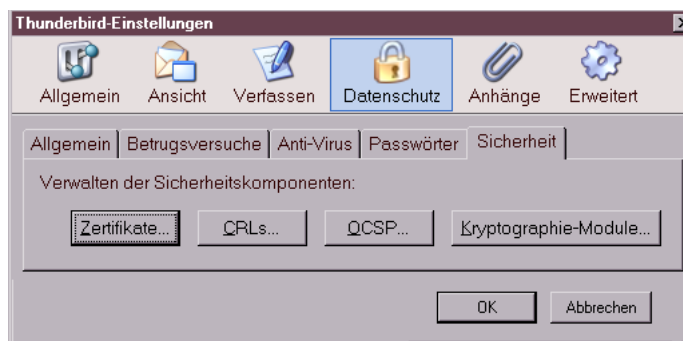 Thunderbird-Einstellungen
Allgemein Ansicht Verfassen Datenschutz Anhänge Erweitert
Allgemein Betrugsversuche Anti-Virus Passwörter Sicherheit
Verwalten der Sicherheitskomponenten:
Zertifikate... CRLs... OCSP... Kryptographie-Module...
OK Abbrechen